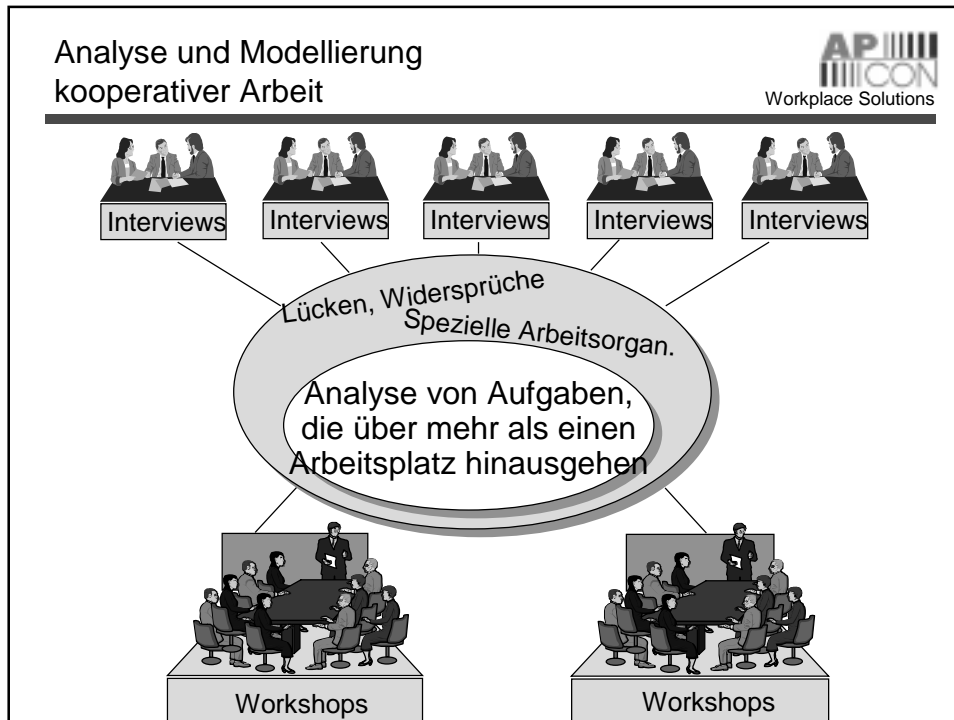 Analyse und Modellierung
kooperativer Arbeit
AP
CON
Workplace Solutions
Interviews Interviews Interviews Interviews Interviews
Lücken, Widersprüche
Spezielle Arbeitsorgan.
Analyse von Aufgaben,
die über mehr als einen
Arbeitsplatz hinausgehen
Workshops Workshops